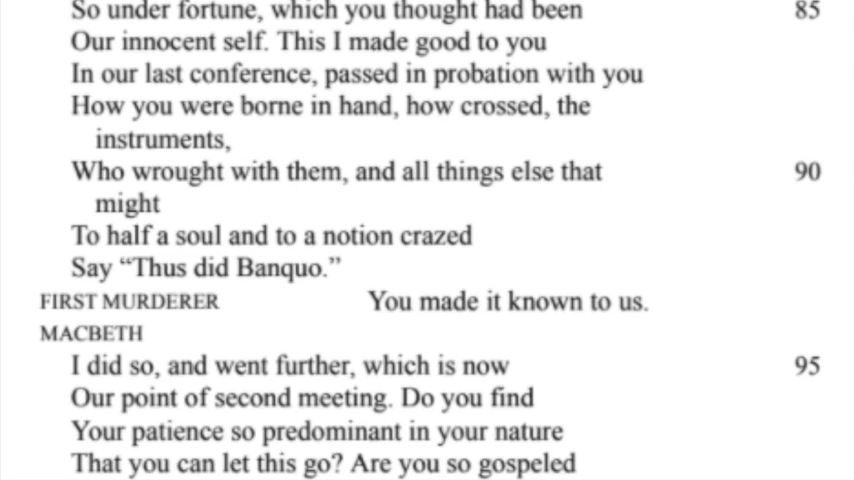 So under fortune, which you thought had been 85
Our innocent self. This I made good to you
In our last conference, passed in probation with you
How you were borne in hand, how crossed, the
instruments,
Who wrought with them, and all things else that 90
might
To half a soul and to a notion crazed
Say “Thus did Banquo.”
FIRST MURDERER You made it known to us.
MACBETH
I did so, and went further, which is now 95
Our point of second meeting. Do you find
Your patience so predominant in your nature
That you can let this go? Are you so gospeled